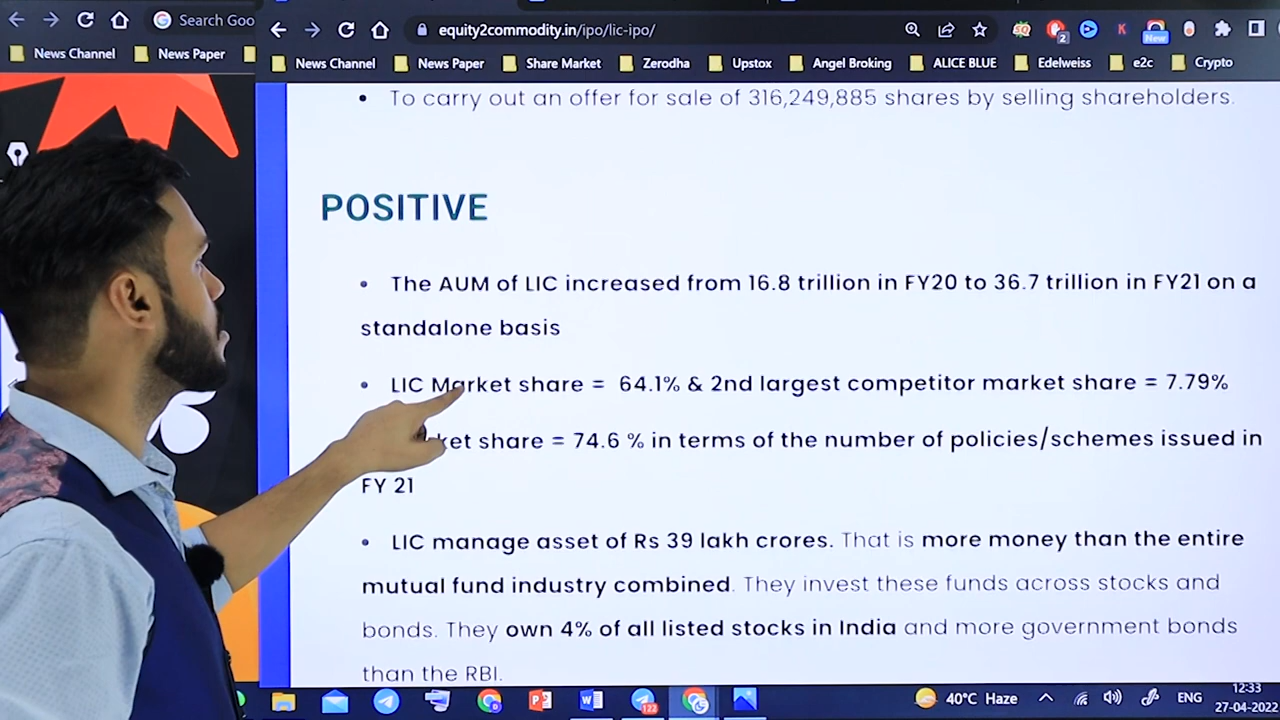 Search Goo
equity2commodity.in/ipo/lic-ipo/
SQ
2
K
New
News Channel
News Paper
News Channel
News Paper
Share Market
Zerodha
Upstox
Angel Broking
ALICE BLUE
Edelweiss
e2c
Crypto
• To carry out an offer for sale of 316,249,885 shares by selling shareholders.
POSITIVE
• The AUM of LIC increased from 16.8 trillion in FY20 to 36.7 trillion in FY21 on a
standalone basis
• LIC Market share = 64.1% & 2nd largest competitor market share = 7.79%
share = 74.6 % in terms of the number of policies/schemes issued in
FY 21
• LIC manage asset of Rs 39 lakh crores. That is more money than the entire
mutual fund industry combined. They invest these funds across stocks and
bonds. They own 4% of all listed stocks in India and more government bonds
than the RBI.
122
40°C Haze
ENG
12:33
27-04-2022